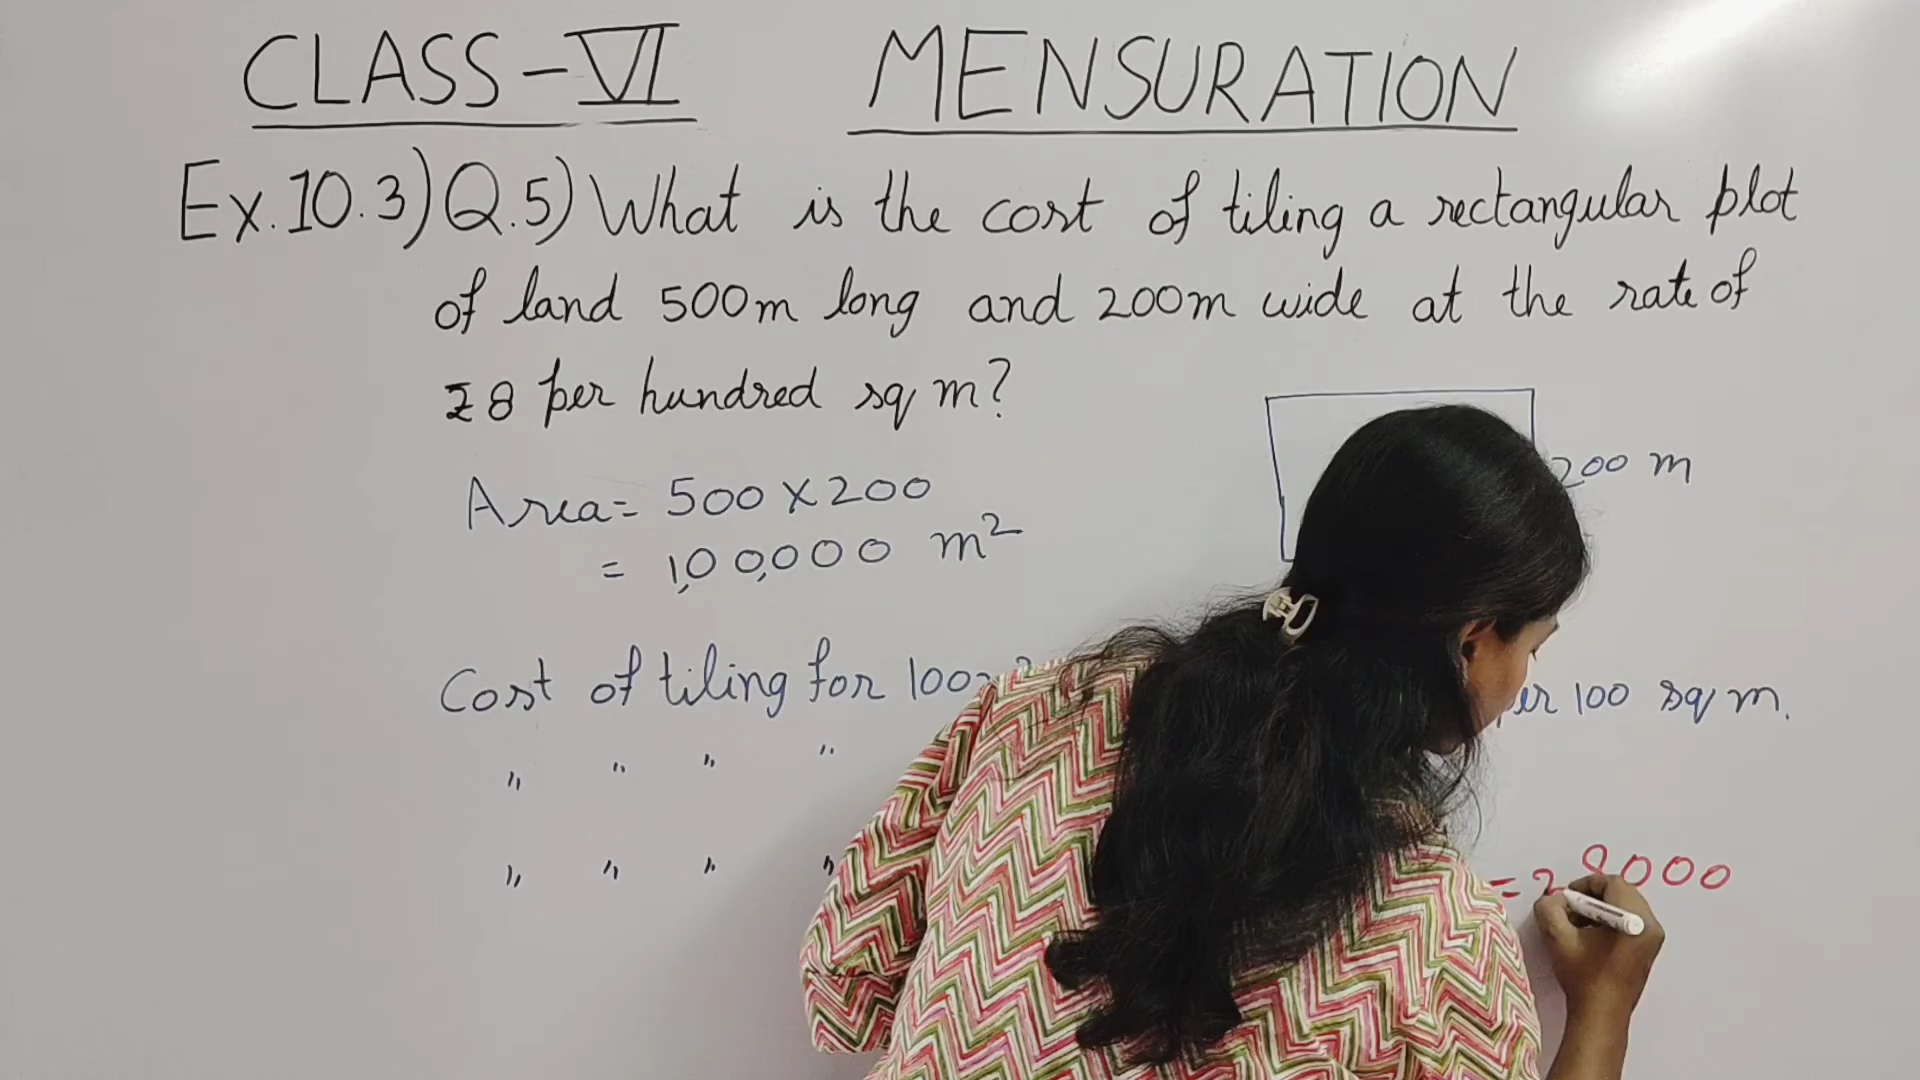 CLASS-VI MENSURATION
Ex.10.3) Q.5) What is the cost of tiling a rectangular plot
of land 500m long and 200m wide at the rate of
₹8 per hundred sq m?
200 m
Area = 500 x 200
= 1,00,000 m²
Cost of tiling for 100
per 100 sq m.
" " " "
" " " "
= ₹ 8000